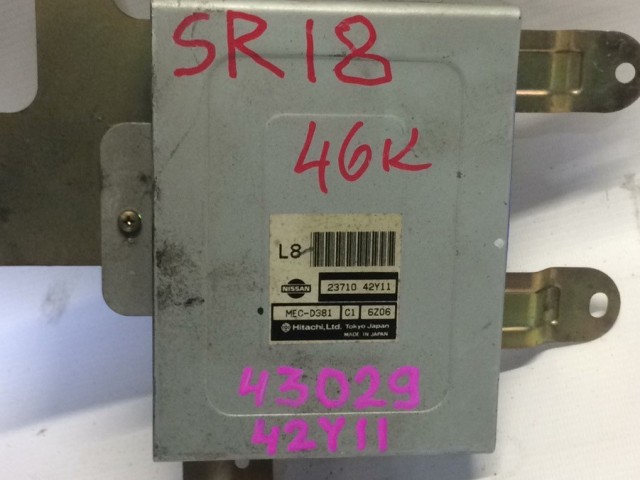 SR18
46K
L8
NISSAN
23710 42Y11
MEC-D381 C1 6Z06
Hitachi, Ltd. Tokyo Japan
MADE IN JAPAN
43029
42Y11